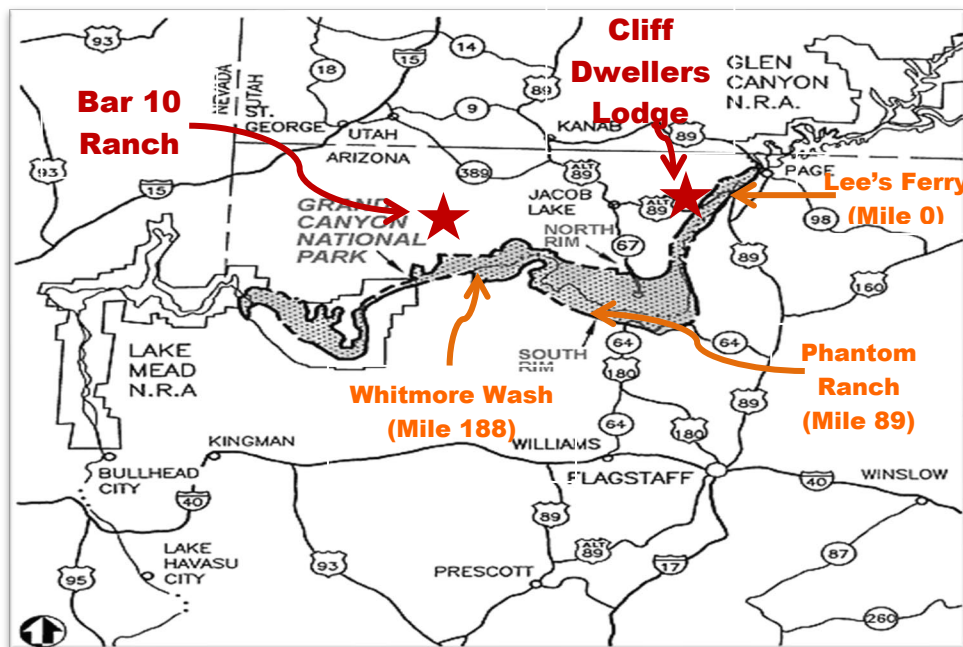 93
14
15
18
89
9
NEVADA
UTAH
ST.
GEORGE
UTAH
ARIZONA
Cliff
Dwellers
Lodge
GLEN
CANYON
N.R.A.
KANAB
89
Bar 10
Ranch
93
15
389
ALT
89
JACOB
LAKE
ALT
89
PAGE
Lee's Ferry
(Mile 0)
98
GRAND
CANYON
NATIONAL
PARK
NORTH
RIM
67
89
160
LAKE
MEAD
N.R.A
SOUTH
RIM
64
64
180
Phantom
Ranch
(Mile 89)
Whitmore Wash
(Mile 188)
89
64
180
KINGMAN
WILLIAMS
FLAGSTAFF
WINSLOW
BULLHEAD
CITY
40
40
89
ALT
89
LAKE
HAVASU
CITY
95
93
PRESCOTT
17
87
260